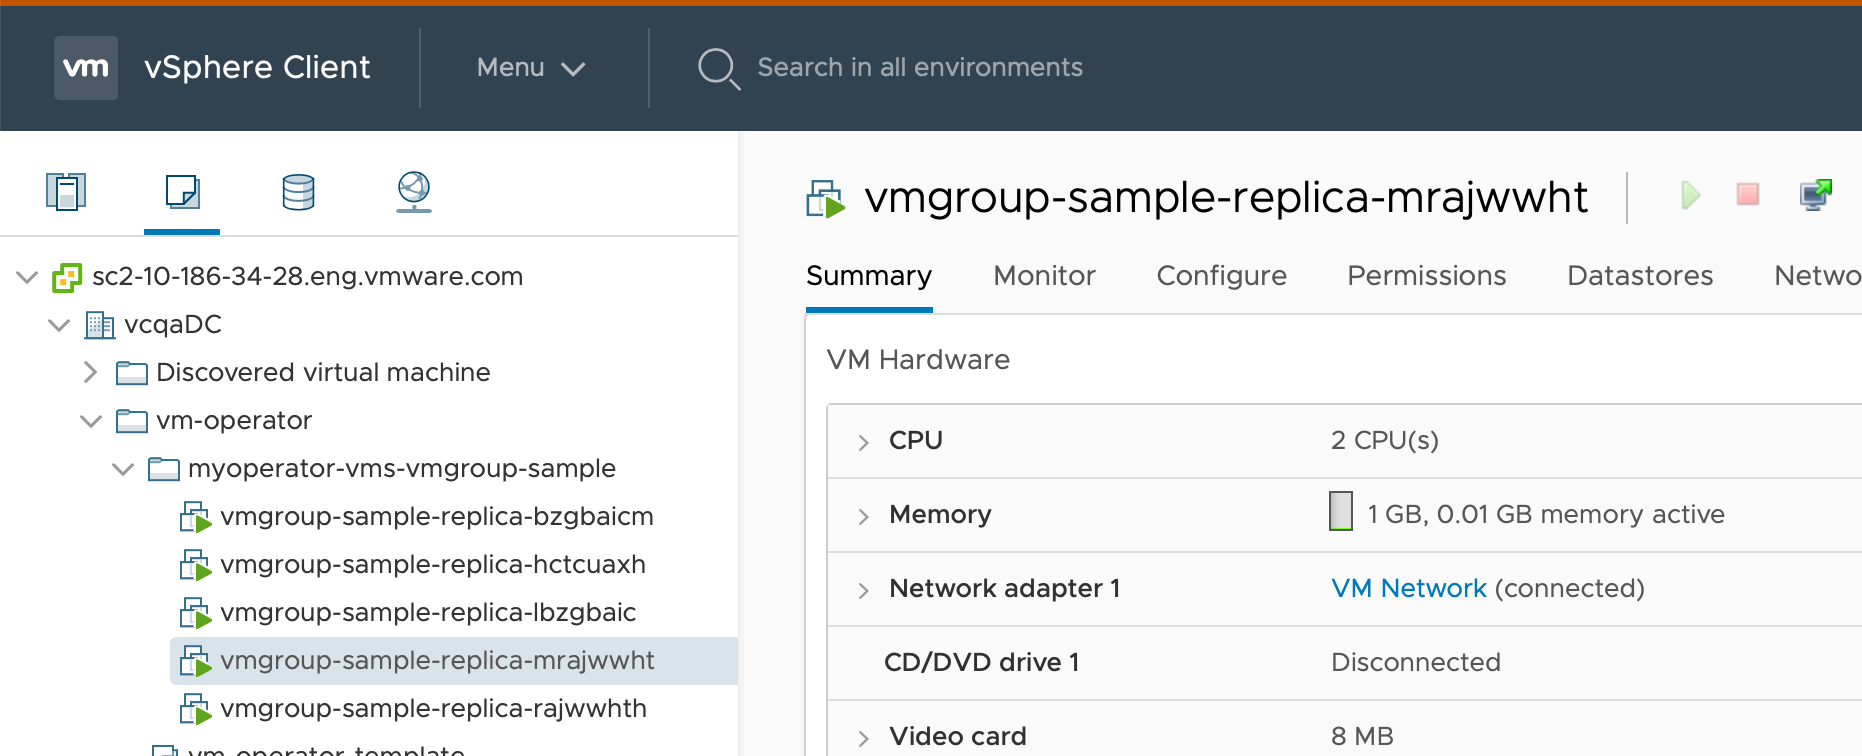 vm vSphere Client Menu Search in all environments
sc2-10-186-34-28.eng.vmware.com
vcqaDC
Discovered virtual machine
vm-operator
myoperator-vms-vmgroup-sample
vmgroup-sample-replica-bzgbaicm
vmgroup-sample-replica-hctcuaxh
vmgroup-sample-replica-lbzgbaic
vmgroup-sample-replica-mrajwwht
vmgroup-sample-replica-rajwwhth
vm-operator-template
vmgroup-sample-replica-mrajwwht
Summary Monitor Configure Permissions Datastores Netwo
VM Hardware
CPU 2 CPU(s)
Memory 1 GB, 0.01 GB memory active
Network adapter 1 VM Network (connected)
CD/DVD drive 1 Disconnected
Video card 8 MB